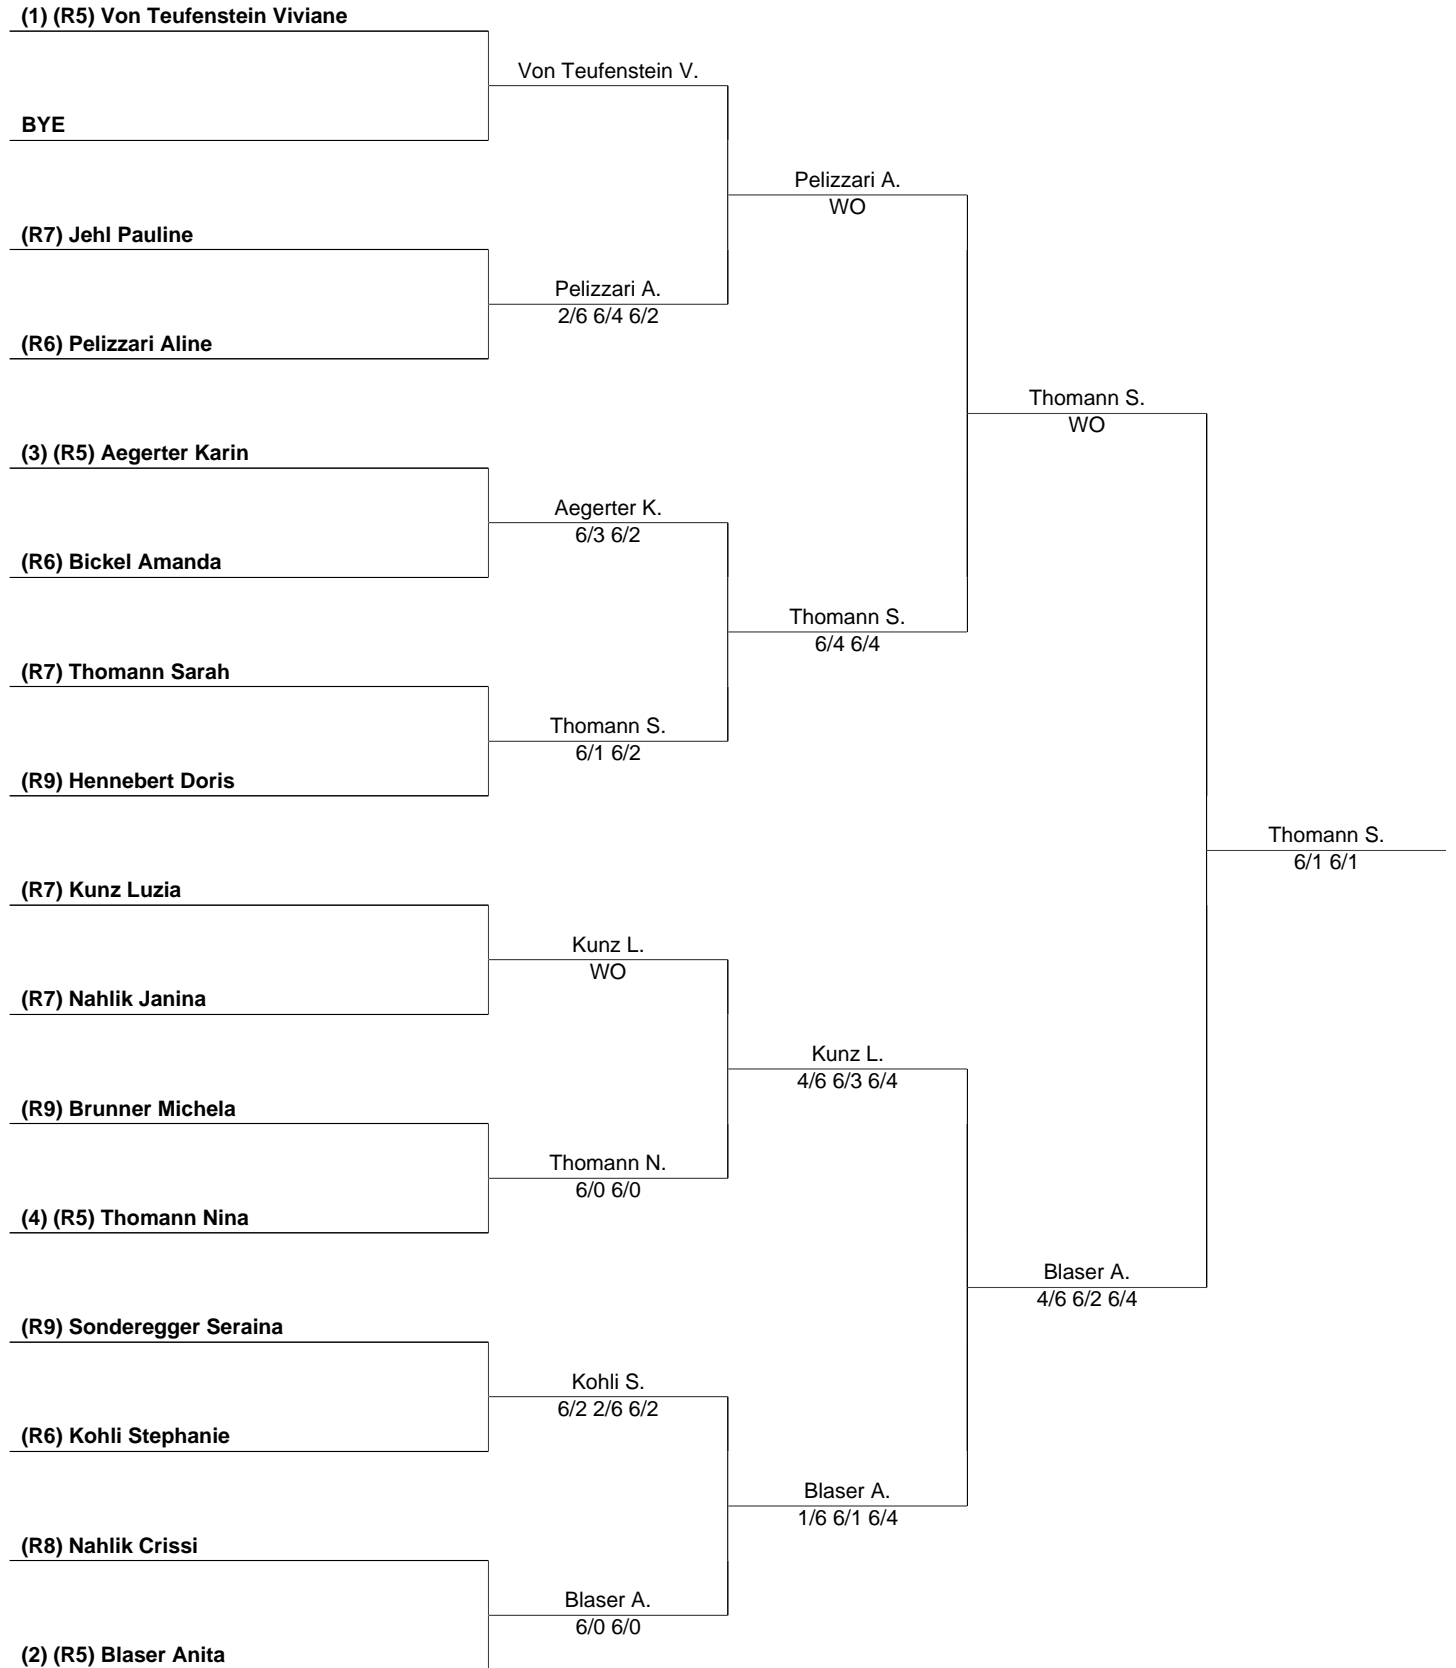 (1) (R5) Von Teufenstein Viviane
Von Teufenstein V.
BYE
Pelizzari A.
WO
(R7) Jehl Pauline
Pelizzari A.
2/6 6/4 6/2
(R6) Pelizzari Aline
Thomann S.
WO
(3) (R5) Aegerter Karin
Aegerter K.
6/3 6/2
(R6) Bickel Amanda
Thomann S.
6/4 6/4
(R7) Thomann Sarah
Thomann S.
6/1 6/2
(R9) Hennebert Doris
Thomann S.
6/1 6/1
(R7) Kunz Luzia
Kunz L.
WO
(R7) Nahlik Janina
Kunz L.
4/6 6/3 6/4
(R9) Brunner Michela
Thomann N.
6/0 6/0
(4) (R5) Thomann Nina
Blaser A.
4/6 6/2 6/4
(R9) Sonderegger Seraina
Kohli S.
6/2 2/6 6/2
(R6) Kohli Stephanie
Blaser A.
1/6 6/1 6/4
(R8) Nahlik Crissi
Blaser A.
6/0 6/0
(2) (R5) Blaser Anita